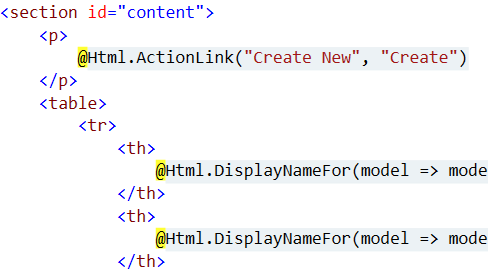 <section id="content">
<p>
@Html.ActionLink("Create New", "Create")
</p>
<table>
<tr>
<th>
@Html.DisplayNameFor(model => mode
</th>
<th>
@Html.DisplayNameFor(model => mode
</th>